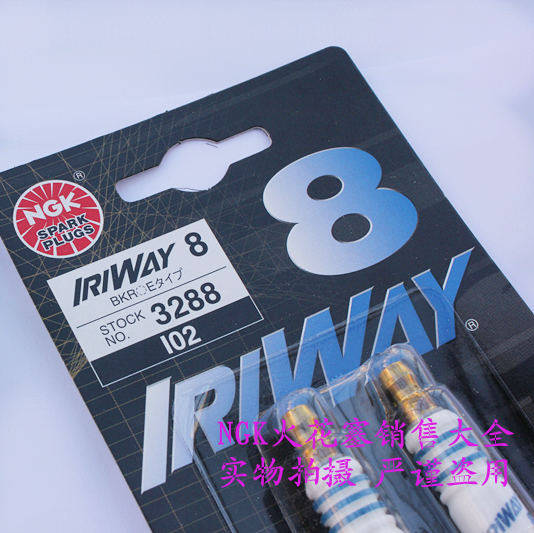 8
NGK
®
SPARK
PLUGS
IRIWAY 8
BKR○Eタイプ
STOCK
NO. 3288
I02
IRIWAY®
NGK火花塞销售大全
实物拍摄 严谨盗用